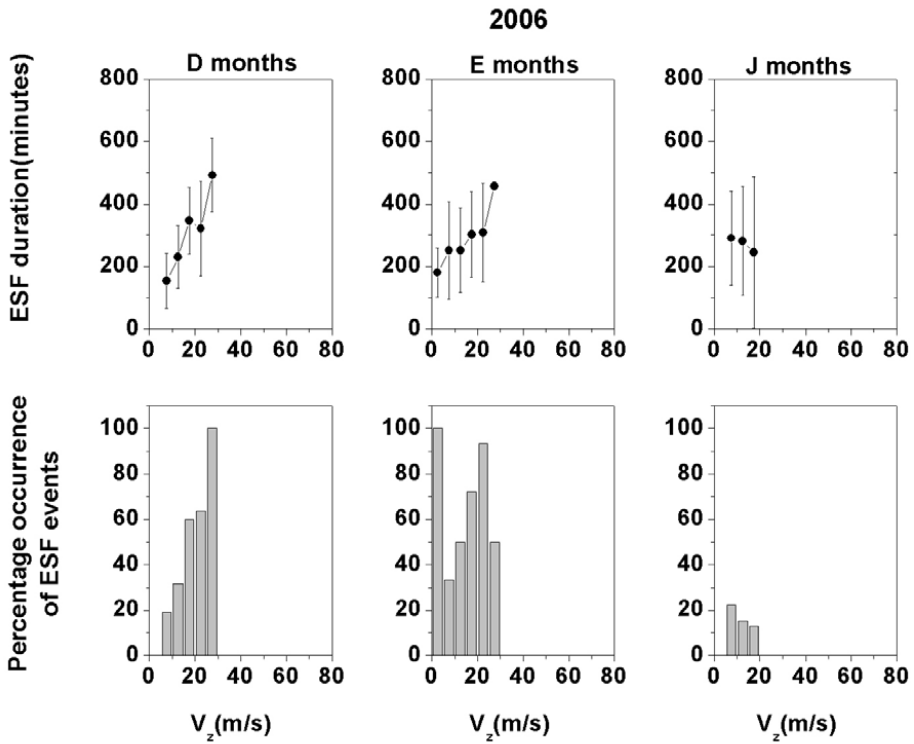 2006
D months
E months
J months
ESF duration(minutes)
800
600
400
200
0
0 20 40 60 80
800
600
400
200
0
0 20 40 60 80
800
600
400
200
0
0 20 40 60 80
Percentage occurrence
of ESF events
100
80
60
40
20
0
0 20 40 60 80
100
80
60
40
20
0
0 20 40 60 80
100
80
60
40
20
0
0 20 40 60 80
Vz(m/s)
Vz(m/s)
Vz(m/s)